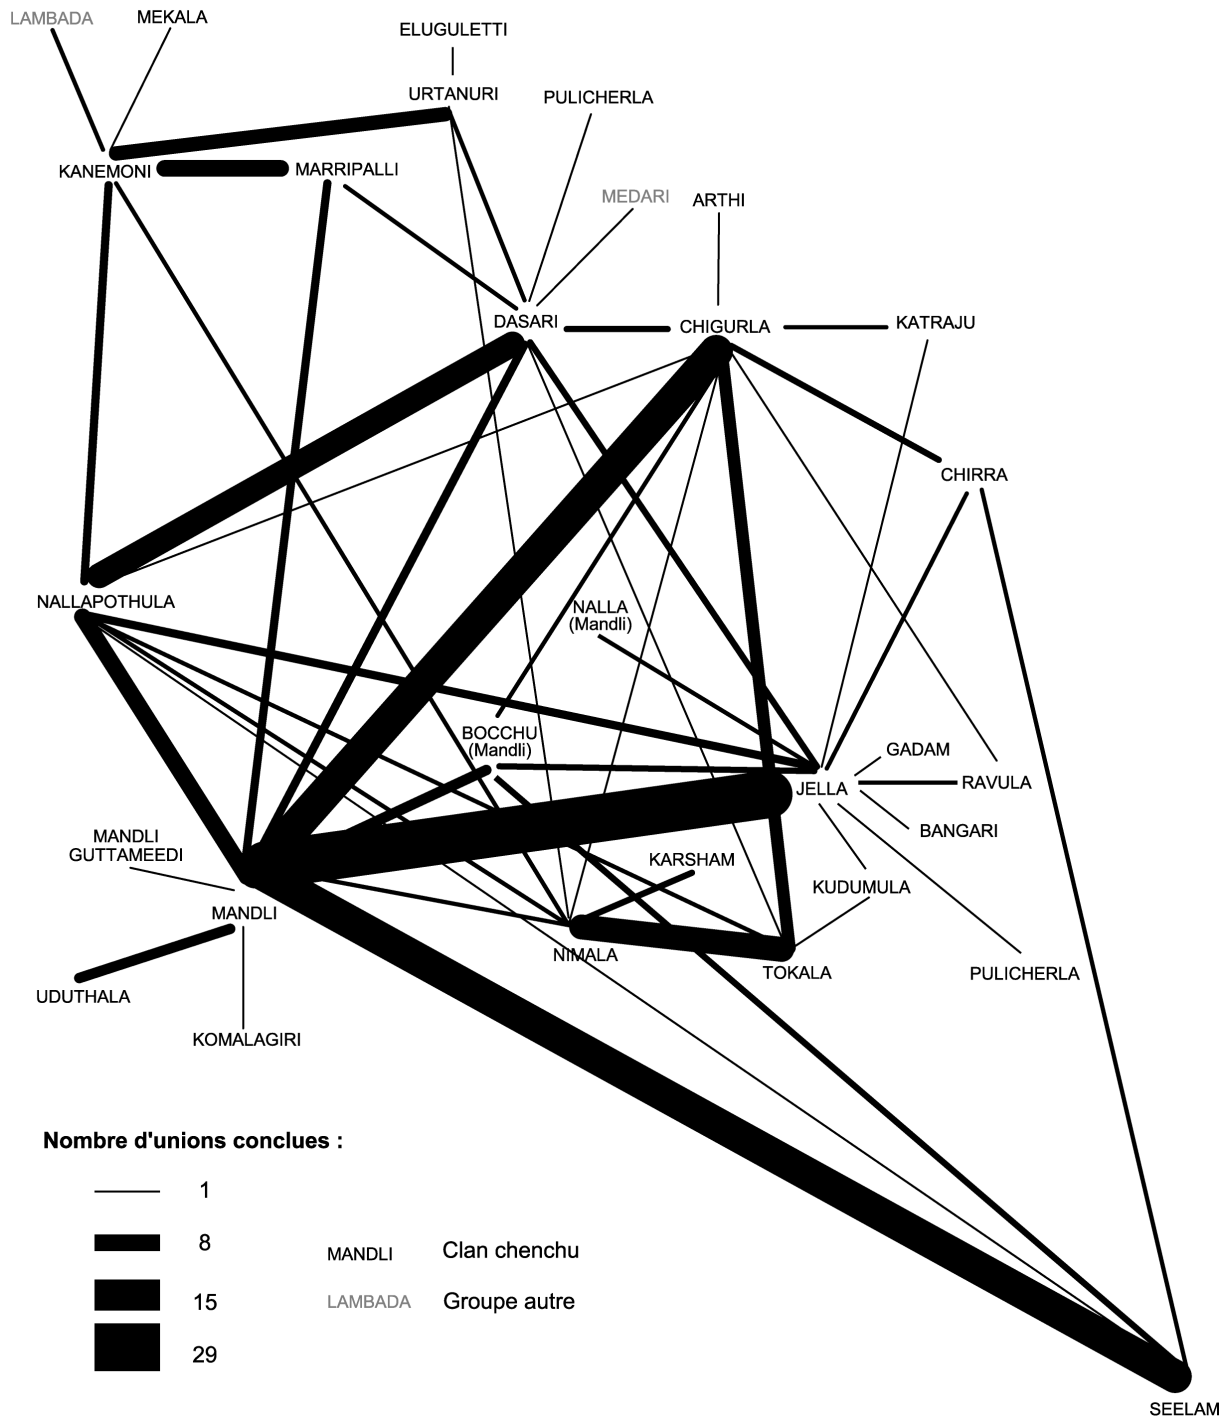 LAMBADA
MEKALA
ELUGULETTI
URTANURI
PULICHERLA
KANEMONI
MARRIPALLI
MEDARI
ARTHI
DASARI
CHIGURLA
KATRAJU
CHIRRA
NALLAPOTHULA
NALLA
(Mandli)
BOCCHU
(Mandli)
GADAM
JELLA
RAVULA
BANGARI
MANDLI
GUTTAMEEDI
KARSHAM
KUDUMULA
MANDLI
NIMALA
TOKALA
PULICHERLA
UDUTHALA
KOMALAGIRI
Nombre d'unions conclues :
1
8
15
29
MANDLI Clan chenchu
LAMBADA Groupe autre
SEELAM